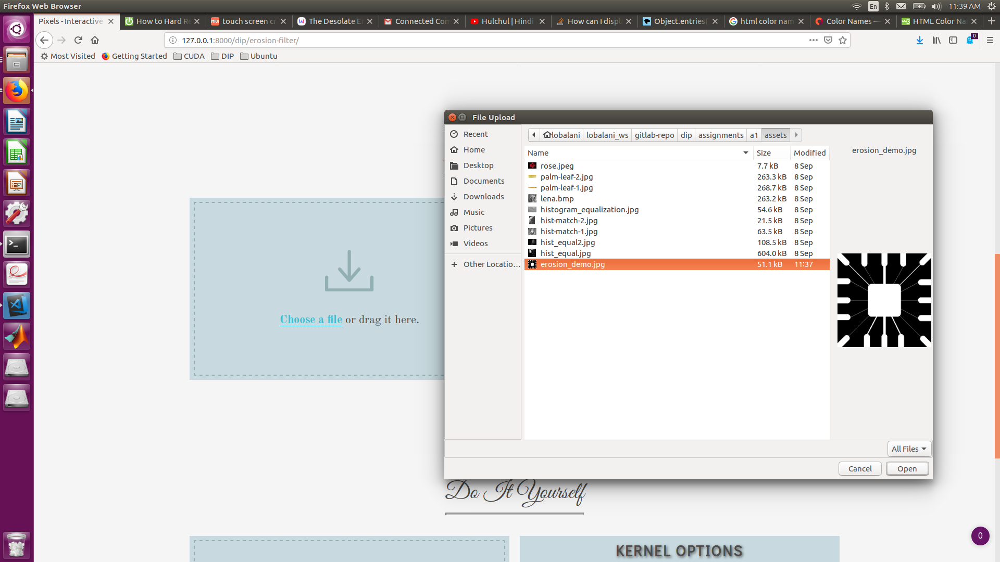 Firefox Web Browser
En
11:39 AM
Pixels - Interactive
How to Hard Re
MIUI
touch screen cr
The Desolate E
Connected Com
Hulchul | Hindi
How can I displ
Object.entries(
html color nam
Color Names —
HTML Color Na
127.0.0.1:8000/dip/erosion-filter/
0
Most Visited
Getting Started
CUDA
DIP
Ubuntu
File Upload
Recent
Home
Desktop
Documents
Downloads
Music
Pictures
Videos
Other Locatio...
lobalani
lobalani_ws
gitlab-repo
dip
assignments
a1
assets
Name Size Modified
rose.jpeg 7.7 kB 8 Sep
palm-leaf-2.jpg 263.3 kB 8 Sep
palm-leaf-1.jpg 268.7 kB 8 Sep
lena.bmp 263.2 kB 8 Sep
histogram_equalization.jpg 54.6 kB 8 Sep
hist-match-2.jpg 21.5 kB 8 Sep
hist-match-1.jpg 63.5 kB 8 Sep
hist_equal2.jpg 108.5 kB 8 Sep
hist_equal.jpg 604.0 kB 8 Sep
erosion_demo.jpg 51.1 kB 11:37
erosion_demo.jpg
All Files
Cancel
Open
Choose a file or drag it here.
Do It Yourself
KERNEL OPTIONS
0